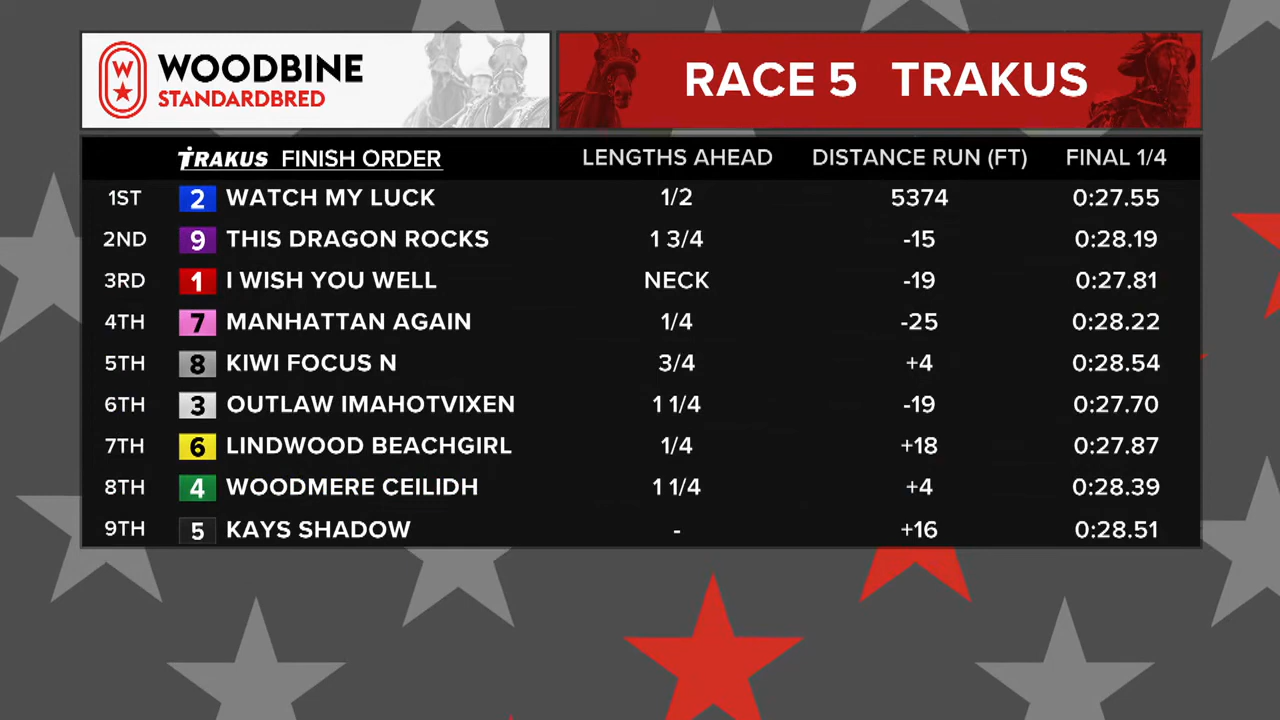 W
WOODBINE
STANDARDBRED
RACE 5 TRAKUS
TRAKUS FINISH ORDER LENGTHS AHEAD DISTANCE RUN (FT) FINAL 1/4
1ST 2 WATCH MY LUCK 1/2 5374 0:27.55
2ND 9 THIS DRAGON ROCKS 1 3/4 -15 0:28.19
3RD 1 I WISH YOU WELL NECK -19 0:27.81
4TH 7 MANHATTAN AGAIN 1/4 -25 0:28.22
5TH 8 KIWI FOCUS N 3/4 +4 0:28.54
6TH 3 OUTLAW IMAHOTVIXEN 1 1/4 -19 0:27.70
7TH 6 LINDWOOD BEACHGIRL 1/4 +18 0:27.87
8TH 4 WOODMERE CEILIDH 1 1/4 +4 0:28.39
9TH 5 KAYS SHADOW - +16 0:28.51